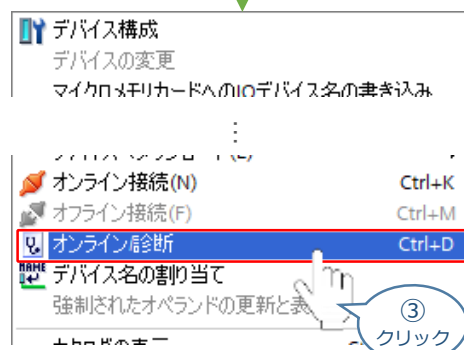 デバイス構成
デバイスの変更
マイクロメモリカードへのIOデバイス名の書き込み
オンライン接続(N) Ctrl+K
オフライン接続(F) Ctrl+M
オンライン診断 Ctrl+D
デバイス名の割り当て
強制されたオペランドの更新と表
③
クリック